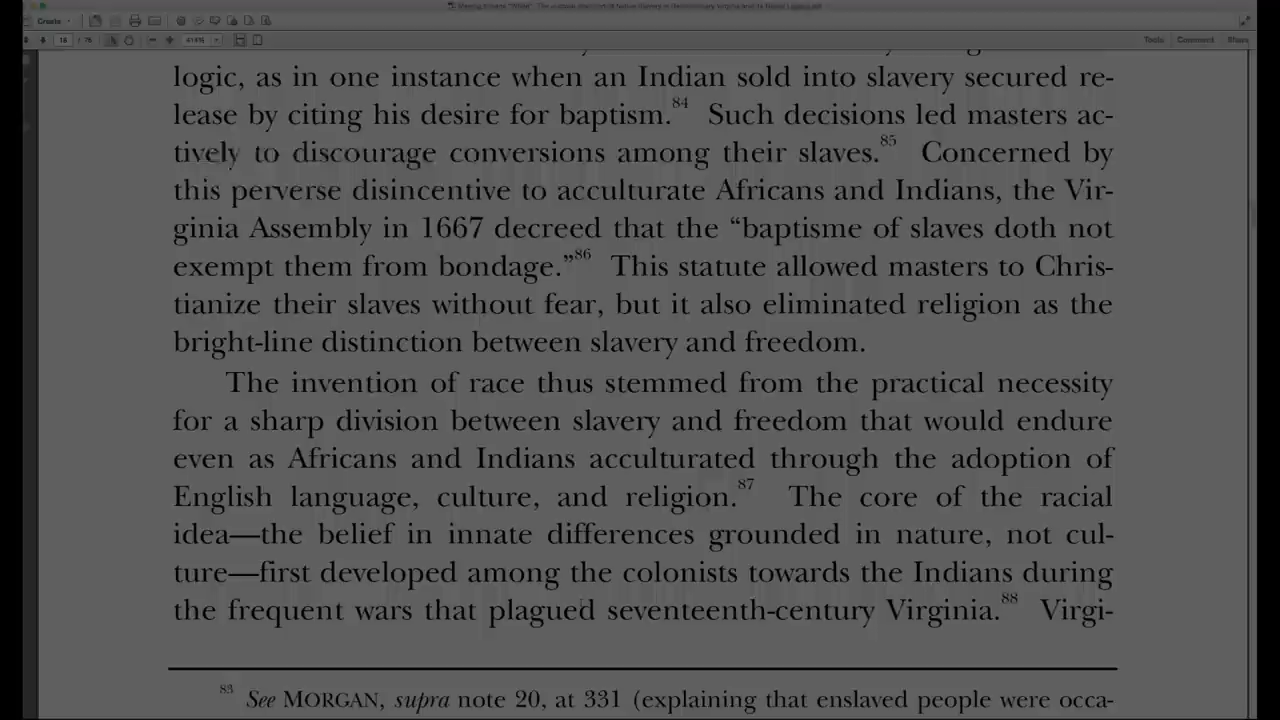 Create
18 / 76
Tools Comment Share
logic, as in one instance when an Indian sold into slavery secured re-
lease by citing his desire for baptism.84 Such decisions led masters ac-
tively to discourage conversions among their slaves.85 Concerned by
this perverse disincentive to acculturate Africans and Indians, the Vir-
ginia Assembly in 1667 decreed that the “baptisme of slaves doth not
exempt them from bondage.”86 This statute allowed masters to Chris-
tianize their slaves without fear, but it also eliminated religion as the
bright-line distinction between slavery and freedom.
The invention of race thus stemmed from the practical necessity
for a sharp division between slavery and freedom that would endure
even as Africans and Indians acculturated through the adoption of
English language, culture, and religion.87 The core of the racial
idea—the belief in innate differences grounded in nature, not cul-
ture—first developed among the colonists towards the Indians during
the frequent wars that plagued seventeenth-century Virginia.88 Virgi-
83 See MORGAN, supra note 20, at 331 (explaining that enslaved people were occa-